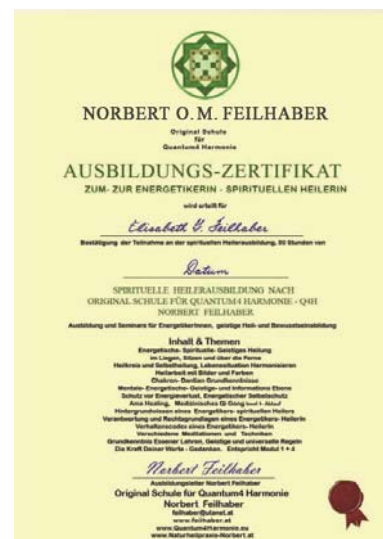 NORBERT O.M. FEILHABER
Original Schule
für
Quantum4 Harmonie
AUSBILDUNGS-ZERTIFIKAT
ZUM- ZUR ENERGETIKERIN - SPIRITUELLEN HEILERIN
wird erteilt für
Elisabeth G. Feilhaber
Bestätigung der Teilnahme an der spirituellen Heilerausbildung, 80 Stunden von
Datum
SPIRITUELLE HEILERAUSBILDUNG NACH
ORIGINAL SCHULE FÜR QUANTUM4 HARMONIE - Q4H
NORBERT FEILHABER
Ausbildung und Seminare für EnergetikerInnen, geistige Heil- und Bewusstseinsbildung
Inhalt & Themen
Energetische- Spirituelle- Geistiges Heilung
im Liegen, Sitzen und über die Ferne
Heilkreis und Selbstheilung, Lebenssituation Harmonisieren
Heilarbeit mit Bilder und Farben
Chakren- Dantian Grundkenntnisse
Mentale- Energetische- Geistige- und Informations Ebene
Schutz vor Energieverlust, Energetischer Selbstschutz
Ama Healing, Medizinisches Qi Gong
Hintergrundwissen eines Energetikers- spirituellen Heilers
Verantwortung und Rechtsgrundlagen eines Energetikers- Heilerin
Verhaltenscodes eines Energetikers- Heilerin
Verschiedene Meditationen und Techniken
Grundkenntnis Essener Lehren, Geistige und universelle Regeln
Die Kraft Deiner Worte - Gedanken. Entspricht Modul 1 + 4
Norbert Feilhaber
Ausbildungsleiter Norbert Feilhaber
Original Schule für Quantum4 Harmonie
Norbert Feilhaber
feilhaber@utanet.at
www.feilhaber.at
www.Quantum4Harmonie.eu
www.Naturheilpraxis-Norbert.at